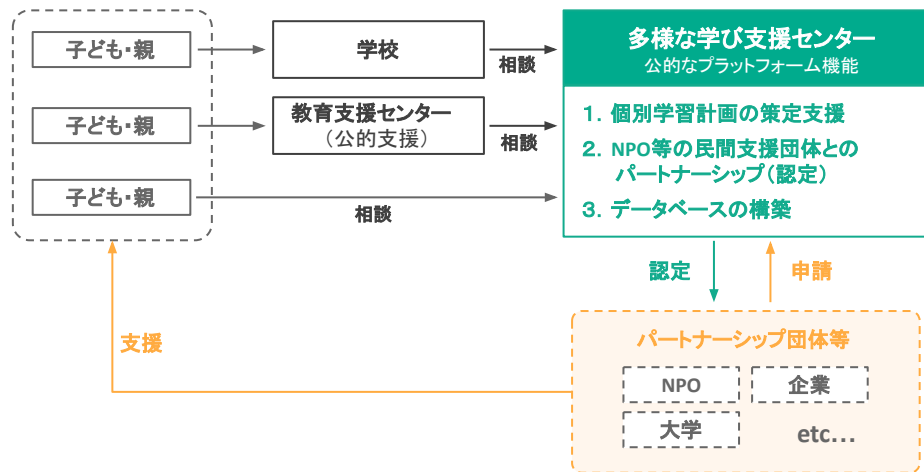 子ども・親
学校
相談
多様な学び支援センター
公的なプラットフォーム機能
子ども・親
教育支援センター
（公的支援）
相談
1. 個別学習計画の策定支援
2. NPO等の民間支援団体との
パートナーシップ（認定）
3. データベースの構築
子ども・親
相談
認定
申請
支援
パートナーシップ団体等
NPO
企業
大学
etc...